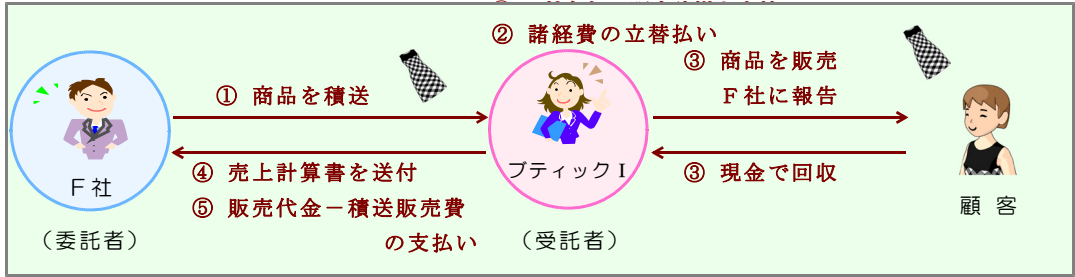 ② 諸経費の立替払い
① 商品を積送
③ 商品を販売
F社に報告
④ 売上計算書を送付
⑤ 販売代金－積送販売費
の支払い
③ 現金で回収
F社
ブティックI
顧 客
（委託者）
（受託者）